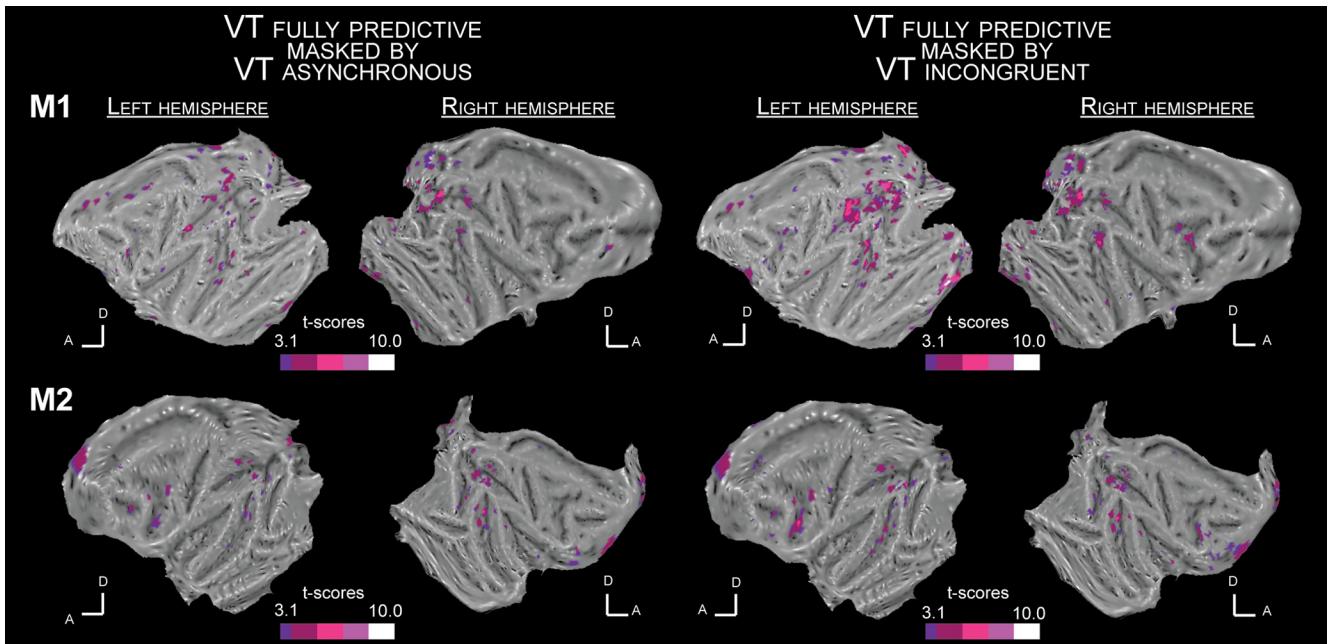 VT FULLY PREDICTIVE
MASKED BY
VT ASYNCHRONOUS
VT FULLY PREDICTIVE
MASKED BY
VT INCONGRUENT
M1
LEFT HEMISPHERE
RIGHT HEMISPHERE
LEFT HEMISPHERE
RIGHT HEMISPHERE
D
A
t-scores
3.1 10.0
D
A
D
A
t-scores
3.1 10.0
D
A
M2
D
A
t-scores
3.1 10.0
D
A
D
A
t-scores
3.1 10.0
D
A